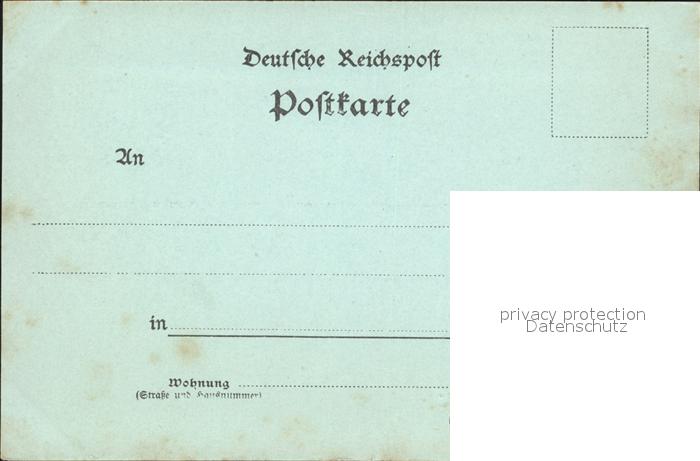 Deutsche Reichspost
Postkarte
An
in
privacy protection
Datenschutz
Wohnung
(Straße und Hausnummer)